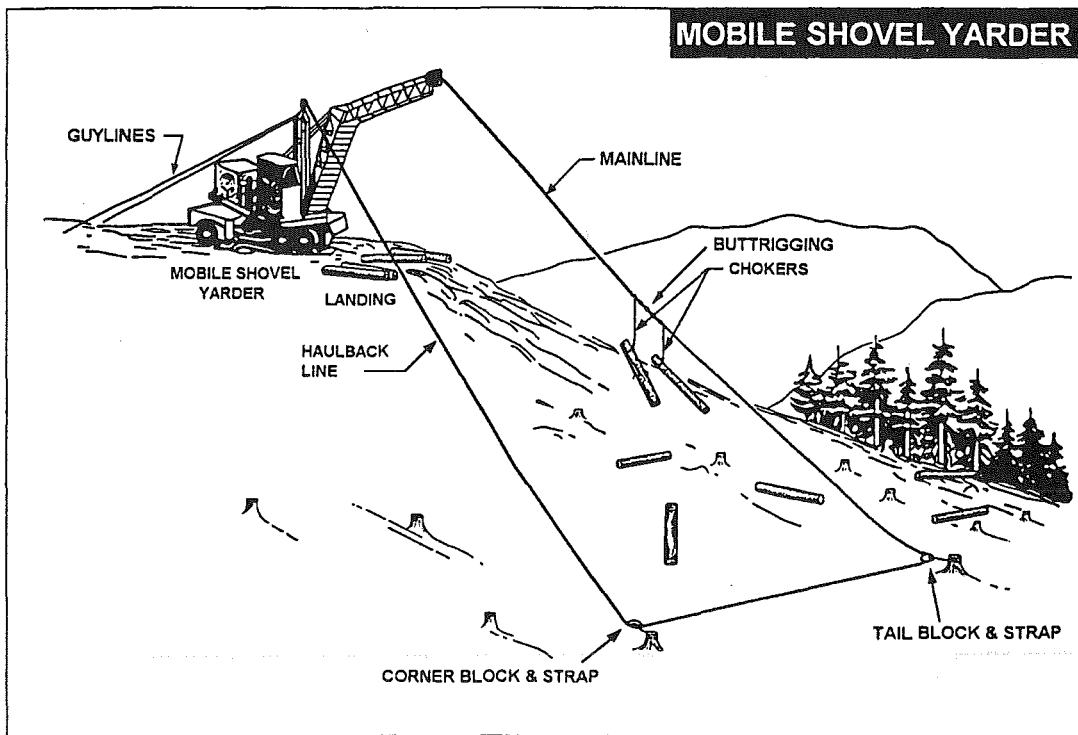 MOBILE SHOVEL YARDER
GUYLINES
MAINLINE
BUTTRIGGING
CHOKERS
MOBILE SHOVEL
YARDER
LANDING
HAULBACK
LINE
TAIL BLOCK & STRAP
CORNER BLOCK & STRAP